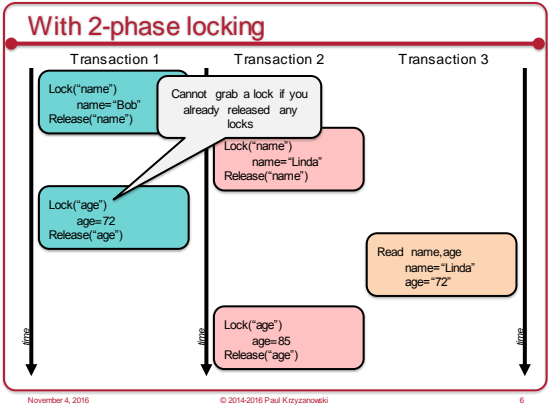 With 2-phase locking
Transaction 1
Transaction 2
Transaction 3
Lock("name")
name="Bob"
Release("name")
Cannot grab a lock if you
already released any
locks
Lock("name")
name="Linda"
Release("name")
Lock("age")
age=72
Release("age")
Read name,age
name="Linda"
age="72"
Lock("age")
age=85
Release("age")
time
time
time
November 4, 2016
© 2014-2016 Paul Krzyzanowski
6